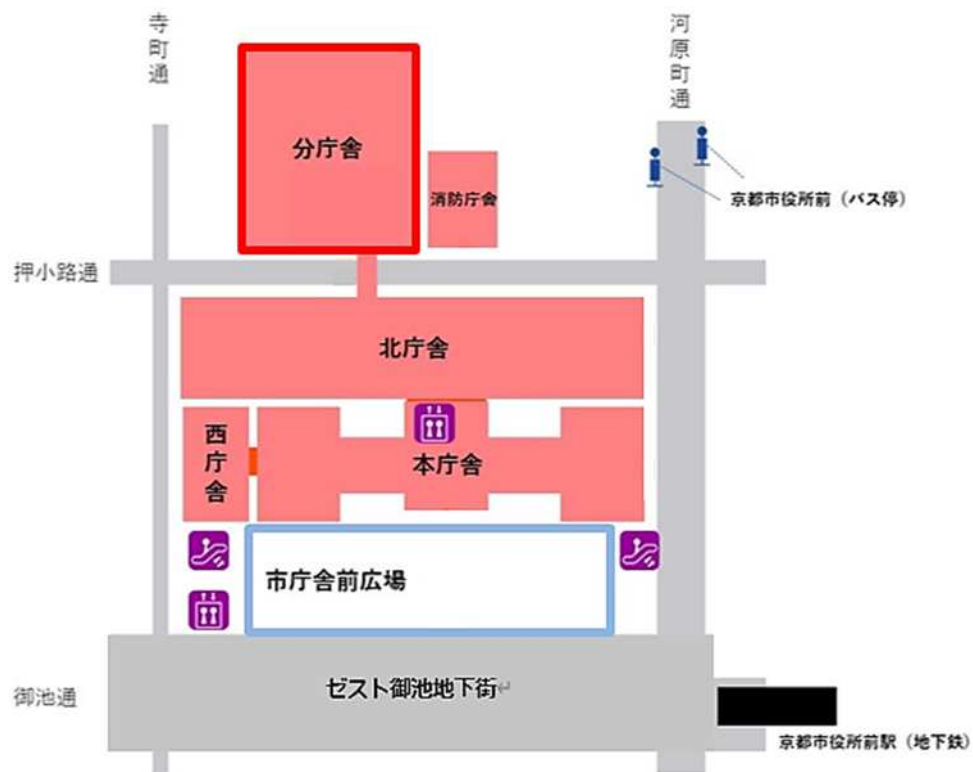 寺町通
河原町通
分庁舎
消防庁舎
京都市役所前（バス停）
押小路通
北庁舎
西庁舎
本庁舎
市庁舎前広場
御池通
ゼスト御池地下街↵
京都市役所前駅（地下鉄）